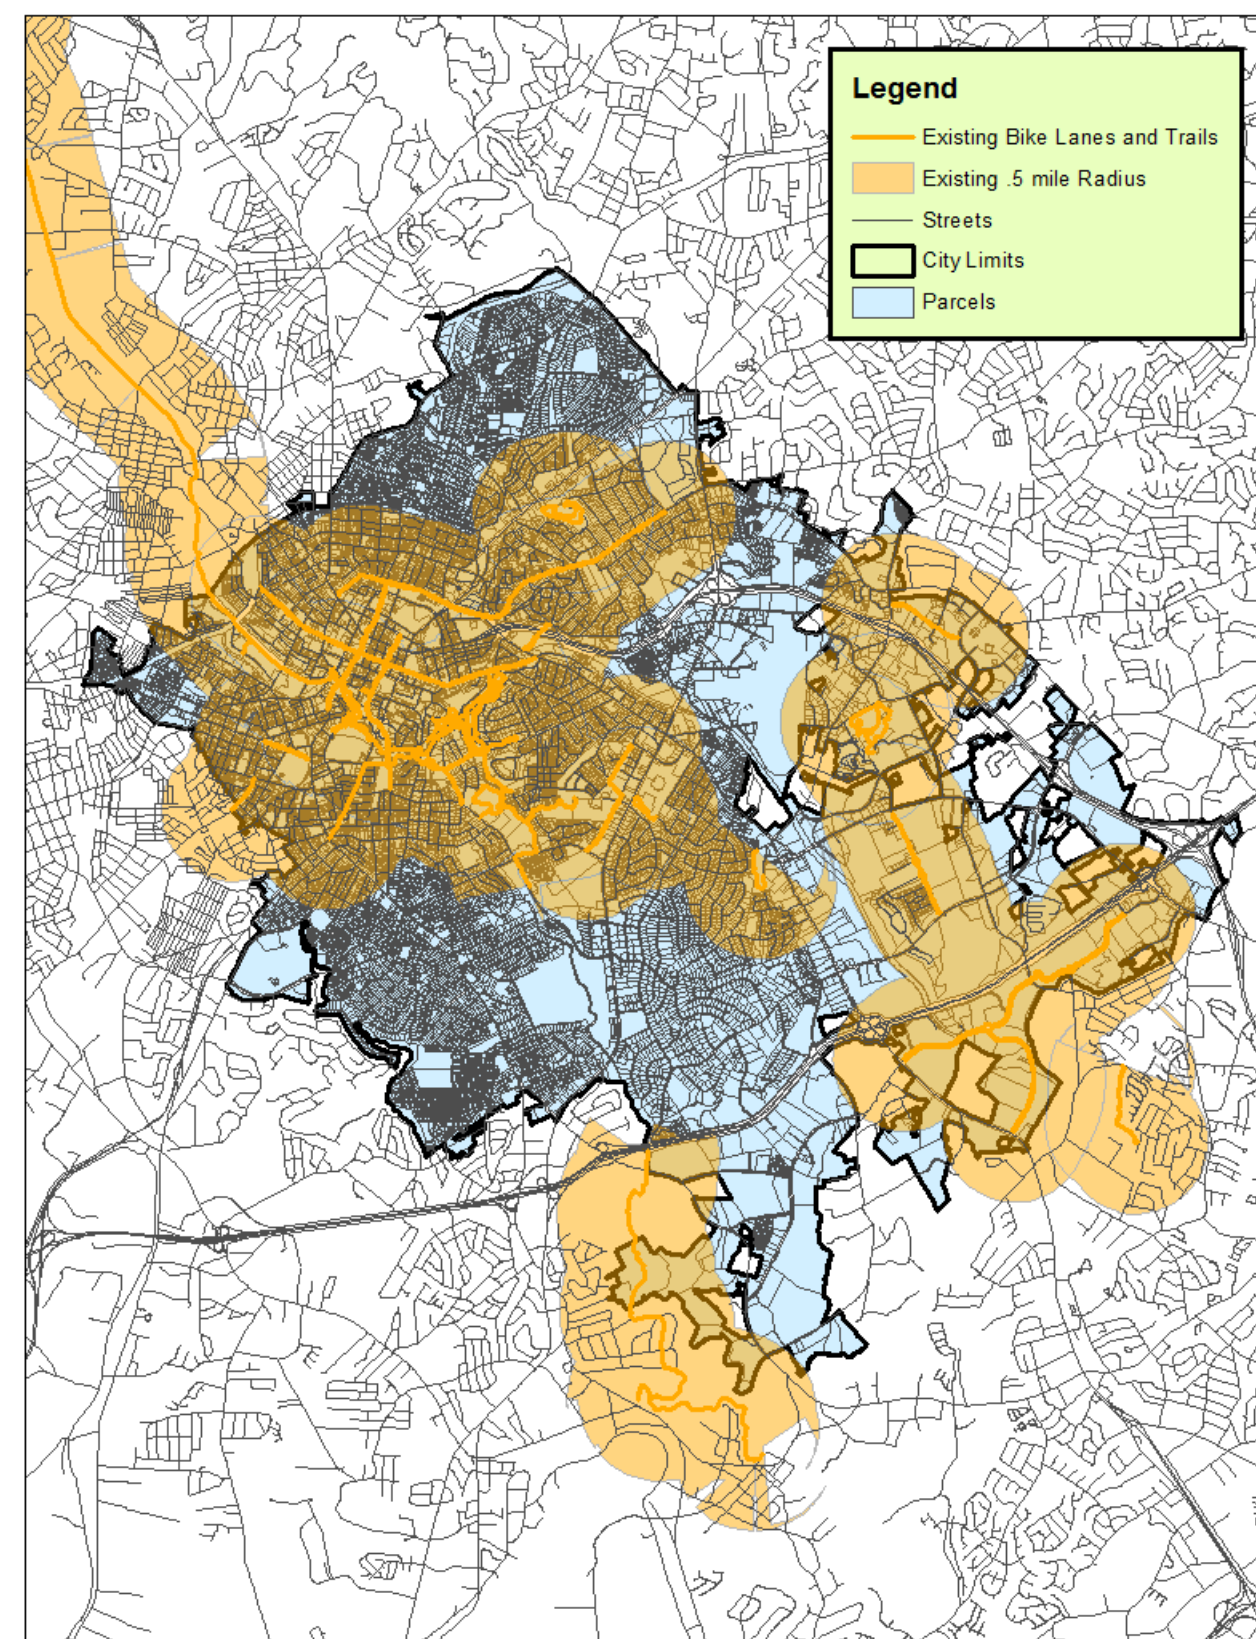 Legend
Existing Bike Lanes and Trails
Existing .5 mile Radius
Streets
City Limits
Parcels